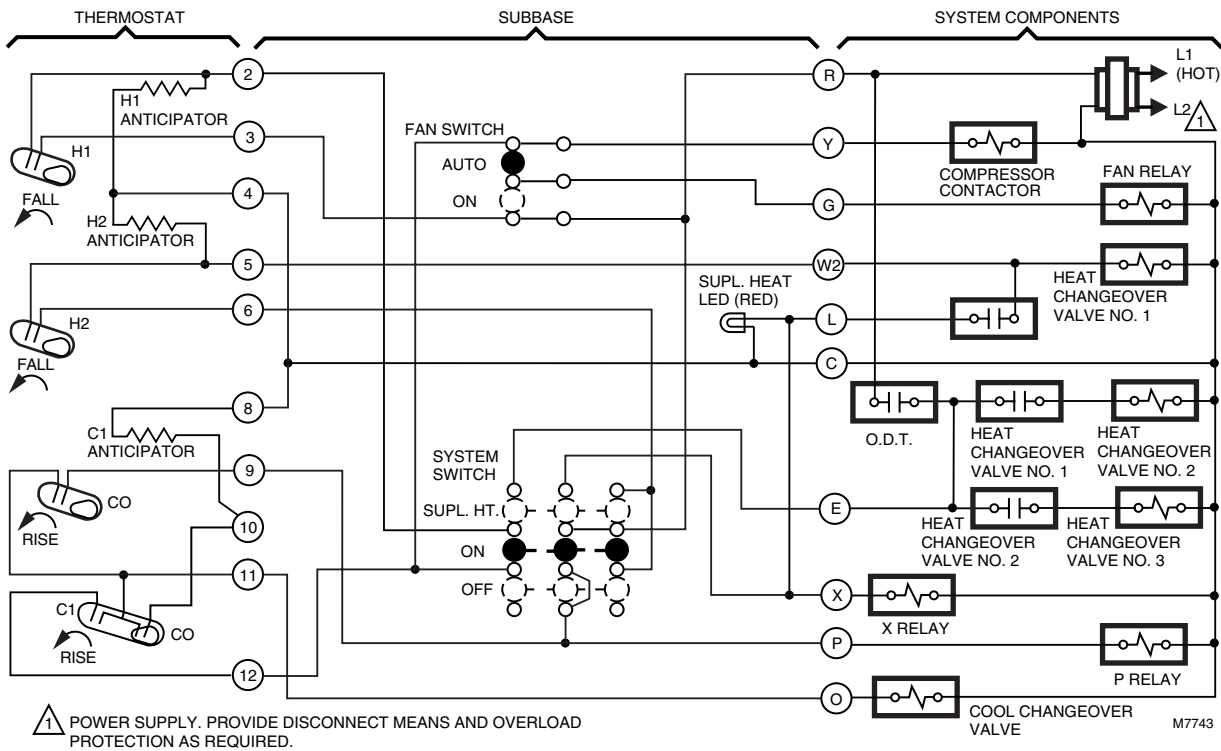 THERMOSTAT
SUBBASE
SYSTEM COMPONENTS
2
H1
ANTICIPATOR
3
H1
FALL
4
H2
ANTICIPATOR
5
6
H2
FALL
8
C1
ANTICIPATOR
9
CO
RISE
10
11
C1
CO
RISE
12
FAN SWITCH
AUTO
ON
SUPL. HEAT
LED (RED)
SYSTEM
SWITCH
SUPL. HT.
ON
OFF
R
L1
(HOT)
L2
1
Y
COMPRESSOR
CONTACTOR
FAN RELAY
G
W2
HEAT
CHANGEOVER
VALVE NO. 1
L
C
O.D.T.
HEAT
CHANGEOVER
VALVE NO. 1
HEAT
CHANGEOVER
VALVE NO. 2
E
HEAT
CHANGEOVER
VALVE NO. 2
HEAT
CHANGEOVER
VALVE NO. 3
X
X RELAY
P
P RELAY
O
COOL CHANGEOVER
VALVE
1 POWER SUPPLY. PROVIDE DISCONNECT MEANS AND OVERLOAD
PROTECTION AS REQUIRED.
M7743